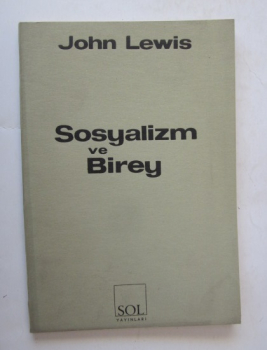 John Lewis
Sosyalizm
ve
Birey
SOL
YAYINLARI